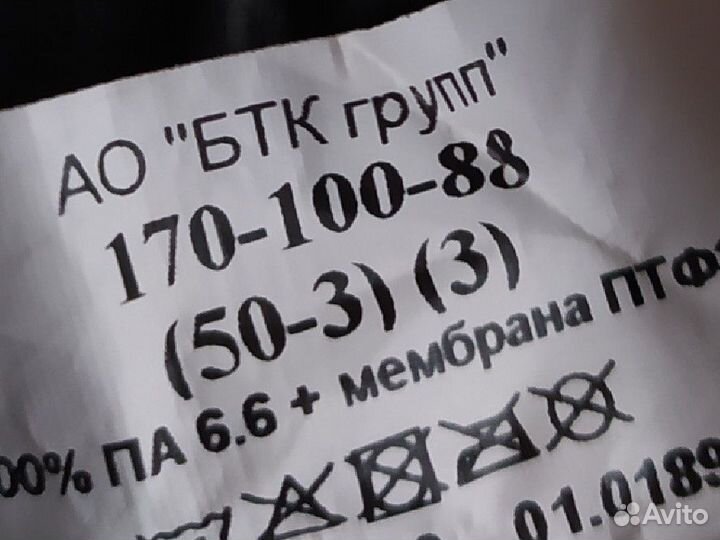 АО "БТК групп"
170-100-88
(50-3) (3)
00% ПА 6.6 + мембрана ПТФ
01.0189
Avito